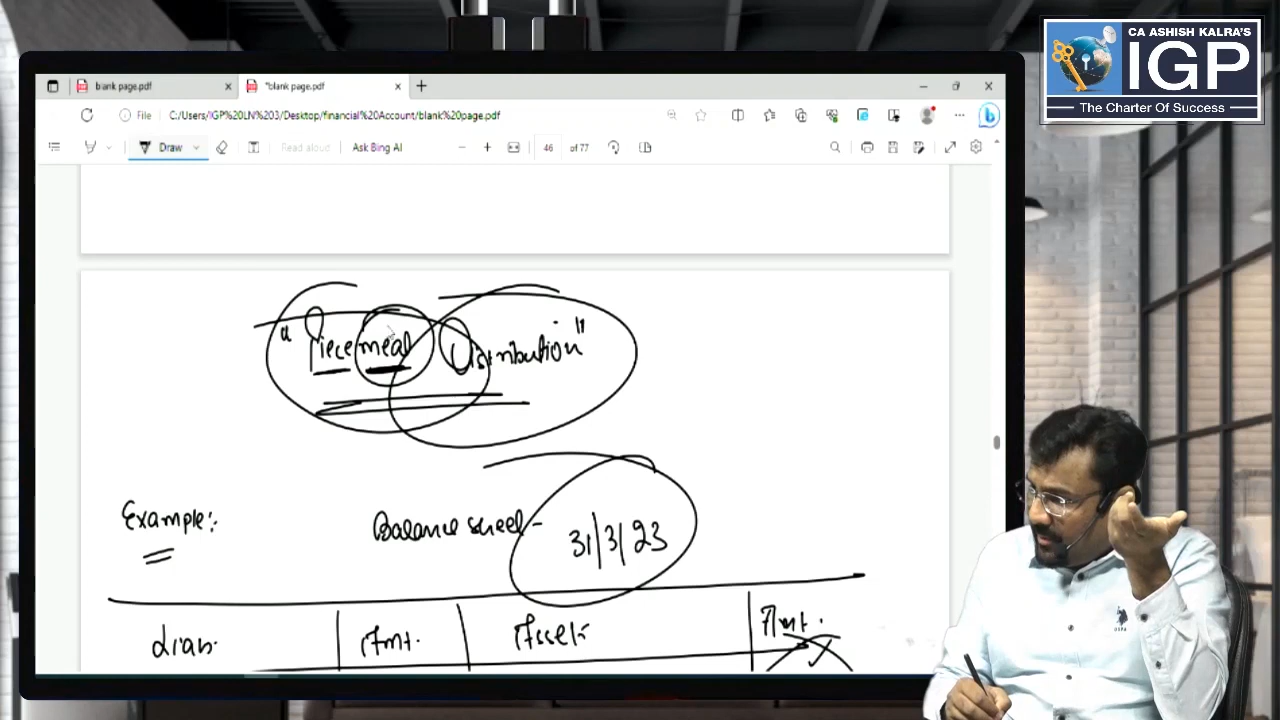 CA ASHISH KALRA'S
IGP
The Charter Of Success
blank page.pdf
*blank page.pdf
File
C:/Users/IGP%20LN%203/Desktop/financial%20Account/blank%20page.pdf
Draw
Read aloud
Ask Bing AI
46
of 77
"Piecemeal Distribution"
Example:-
Balance sheet - 31/3/23
Liab.
Amt.
Assets
Amt.